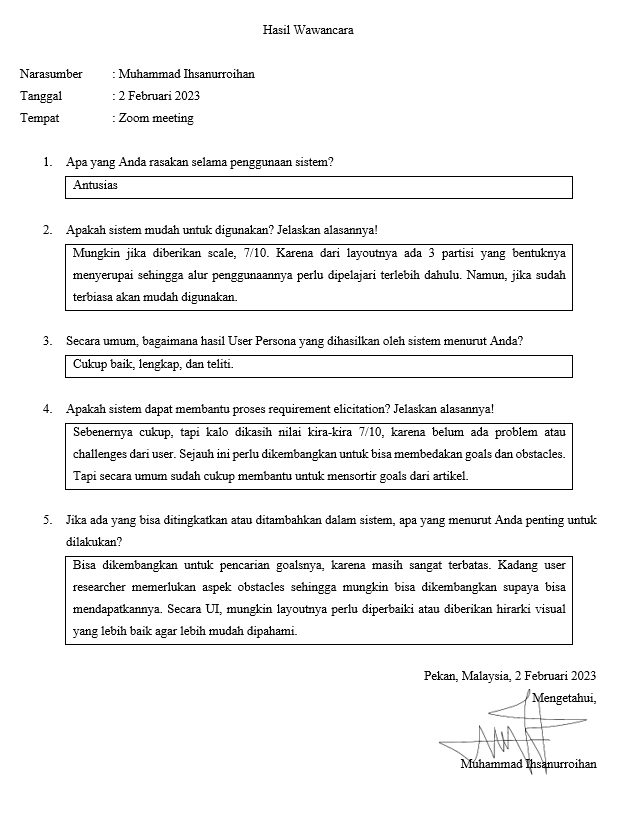 Hasil Wawancara
Narasumber : Muhammad Ihsanurroihan
Tanggal : 2 Februari 2023
Tempat : Zoom meeting
1. Apa yang Anda rasakan selama penggunaan sistem?
Antusias
2. Apakah sistem mudah untuk digunakan? Jelaskan alasannya!
Mungkin jika diberikan scale, 7/10. Karena dari layoutnya ada 3 partisi yang bentuknya
menyerupai sehingga alur penggunaannya perlu dipelajari terlebih dahulu. Namun, jika sudah
terbiasa akan mudah digunakan.
3. Secara umum, bagaimana hasil User Persona yang dihasilkan oleh sistem menurut Anda?
Cukup baik, lengkap, dan teliti.
4. Apakah sistem dapat membantu proses requirement elicitation? Jelaskan alasannya!
Sebenernya cukup, tapi kalo dikasih nilai kira-kira 7/10, karena belum ada problem atau
challenges dari user. Sejauh ini perlu dikembangkan untuk bisa membedakan goals dan obstacles.
Tapi secara umum sudah cukup membantu untuk mensortir goals dari artikel.
5. Jika ada yang bisa ditingkatkan atau ditambahkan dalam sistem, apa yang menurut Anda penting untuk
dilakukan?
Bisa dikembangkan untuk pencarian goalsnya, karena masih sangat terbatas. Kadang user
researcher memerlukan aspek obstacles sehingga mungkin bisa dikembangkan supaya bisa
mendapatkannya. Secara UI, mungkin layoutnya perlu diperbaiki atau diberikan hirarki visual
yang lebih baik agar lebih mudah dipahami.
Pekan, Malaysia, 2 Februari 2023
Mengetahui,
Muhammad Ihsanurroihan